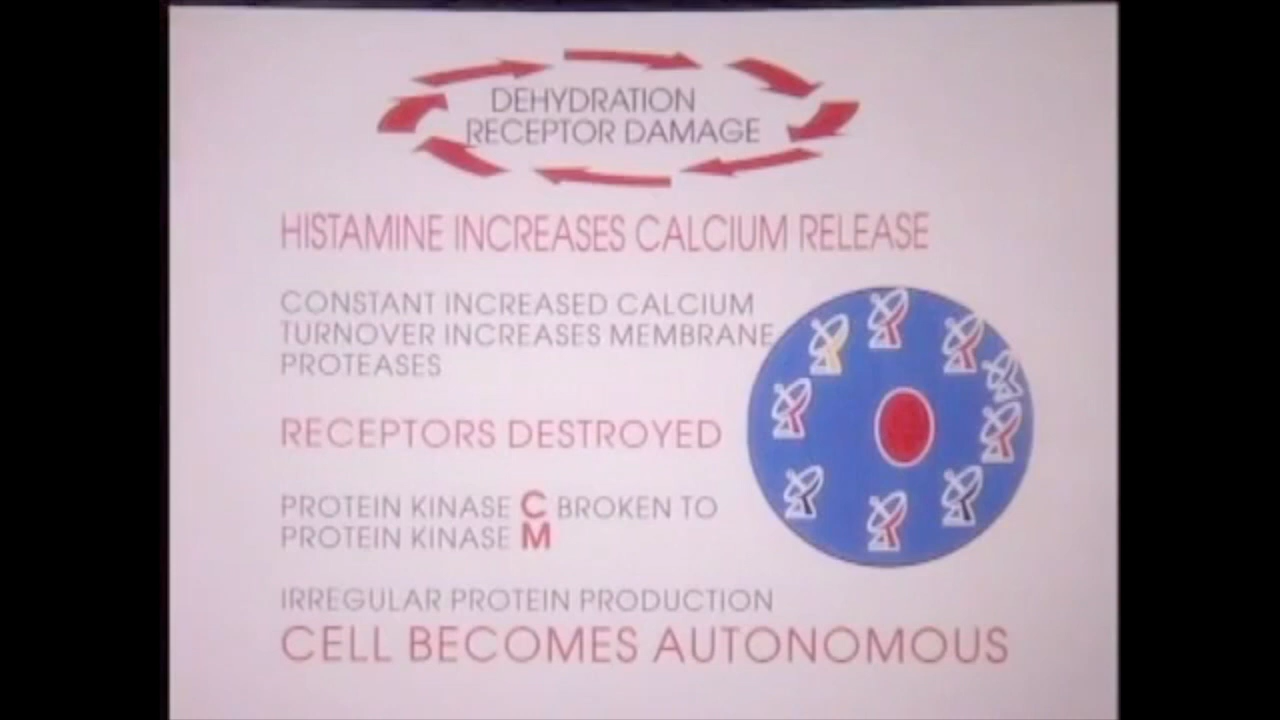 DEHYDRATION
RECEPTOR DAMAGE
HISTAMINE INCREASES CALCIUM RELEASE
CONSTANT INCREASED CALCIUM
TURNOVER INCREASES MEMBRANE
PROTEASES
RECEPTORS DESTROYED
PROTEIN KINASE C BROKEN TO
PROTEIN KINASE M
IRREGULAR PROTEIN PRODUCTION
CELL BECOMES AUTONOMOUS